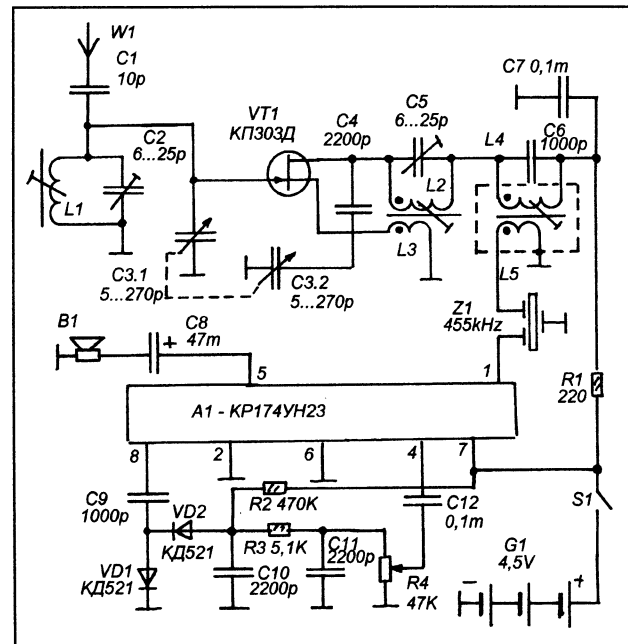 W1
C1
10p
C7 0,1m
VT1
КП303Д
C4
2200p
C5
6...25p
L4
C6
1000p
C2
6...25p
L1
L2
L3
L5
C3.1
5...270p
C3.2
5...270p
Z1
455kHz
B1
C8
+ 47m
5
1
R1
220
A1 - КР174УН23
8
2
6
4
7
S1
C9
1000p
VD2
КД521
R2 470K
C12
0,1m
VD1
КД521
R3 5,1K
C11
2200p
C10
2200p
R4
47K
G1
4,5V
- +